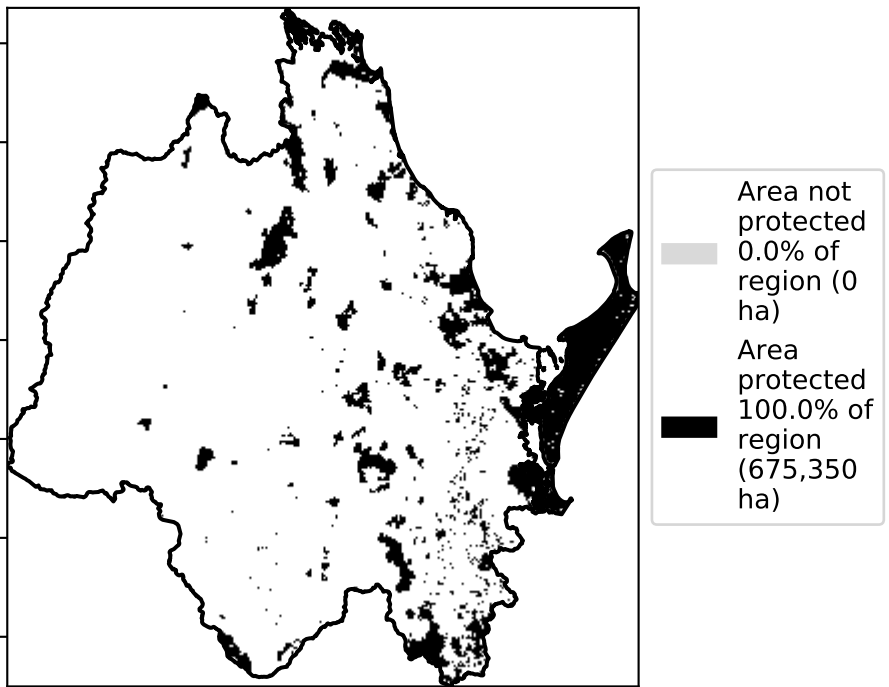 Area not
protected
0.0% of
region (0
ha)
Area
protected
100.0% of
region
(675,350
ha)